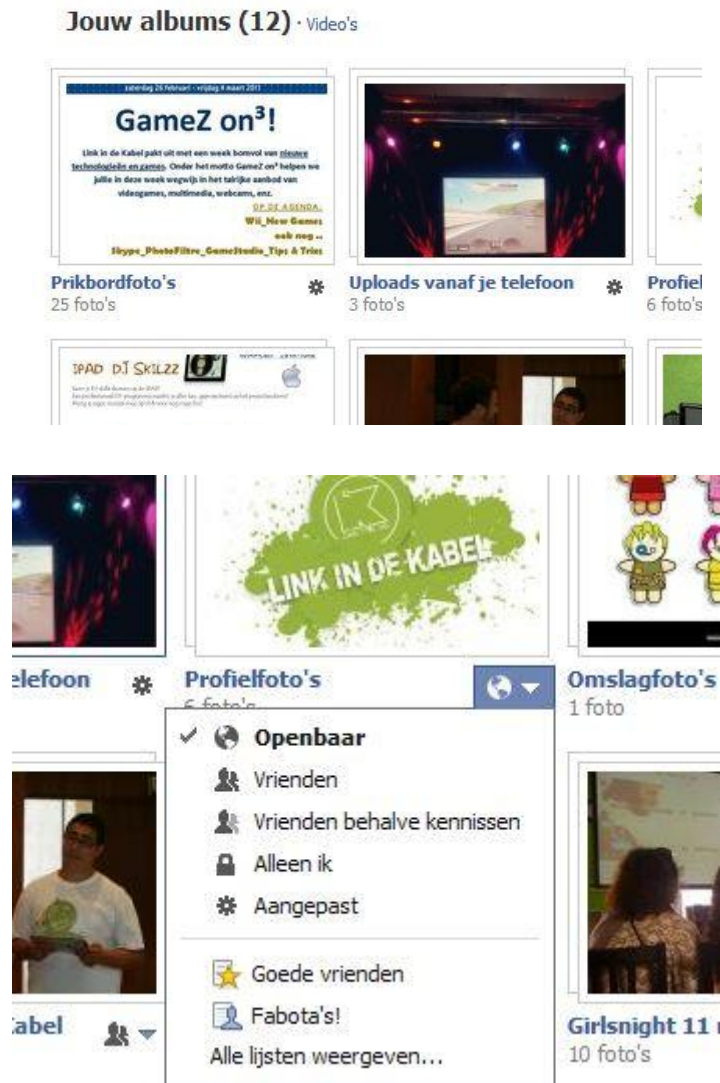 Jouw albums (12) · Video's
zaterdag 26 februari - vrijdag 4 maart 2011
GameZ on³!
Link in de Kabel pakt uit met een week bomvol van nieuwe
technologieën en games. Onder het motto GameZ on³ helpen we
jullie in deze week wegwijs in het talrijke aanbod van
videogames, multimedia, webcams, enz.
OP DE AGENDA:
Wii_New Games
ook nog ..
Skype_PhotoFiltre_GameStudio_Tips & Trixs
Prikbordfoto's
25 foto's
Uploads vanaf je telefoon
3 foto's
Profiel
6 foto's
IPAD DJ SKILZZ
LINK IN DE KABEL
elefoon
Profielfoto's
6 foto's
Omslagfoto's
1 foto
Openbaar
Vrienden
Vrienden behalve kennissen
Alleen ik
Aangepast
Goede vrienden
Fabota's!
Alle lijsten weergeven...
abel
Girlsnight 11
10 foto's